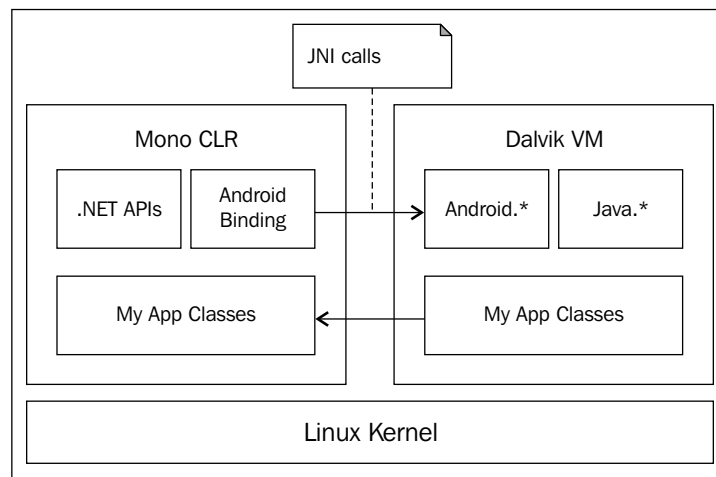 JNI calls
Mono CLR
Dalvik VM
.NET APIs
Android
Binding
Android.*
Java.*
My App Classes
My App Classes
Linux Kernel